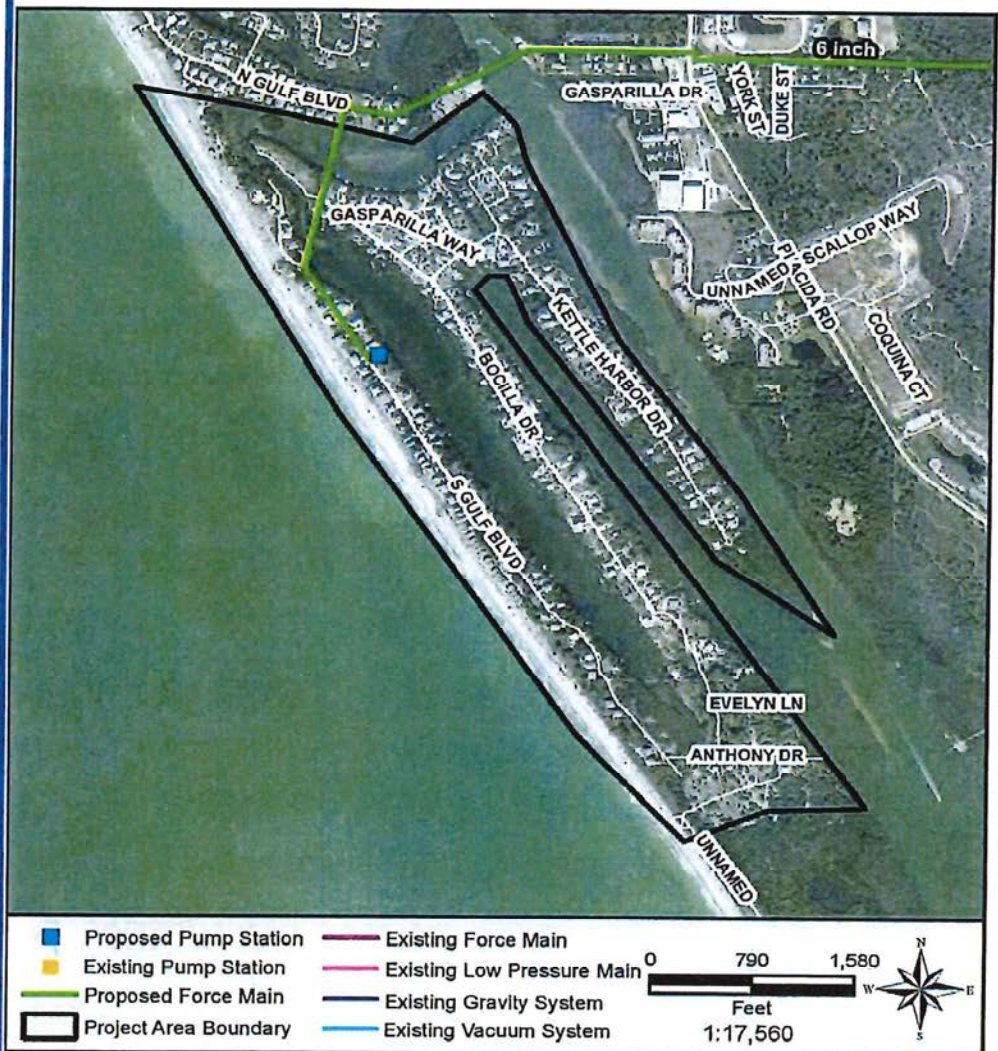 6 inch
N GULF BLVD
GASPARILLA DR
YORK ST
DUKE ST
GASPARILLA WAY
UNNAMED
SCALLOP WAY
PLACIDA RD
KETTLE HARBOR DR
COQUINA CT
BOCILLA DR
S GULF BLVD
EVELYN LN
ANTHONY DR
UNNAMED
Proposed Pump Station
Existing Pump Station
Proposed Force Main
Project Area Boundary
Existing Force Main
Existing Low Pressure Main
Existing Gravity System
Existing Vacuum System
0 790 1,580
Feet
1:17,560
N
W E
S